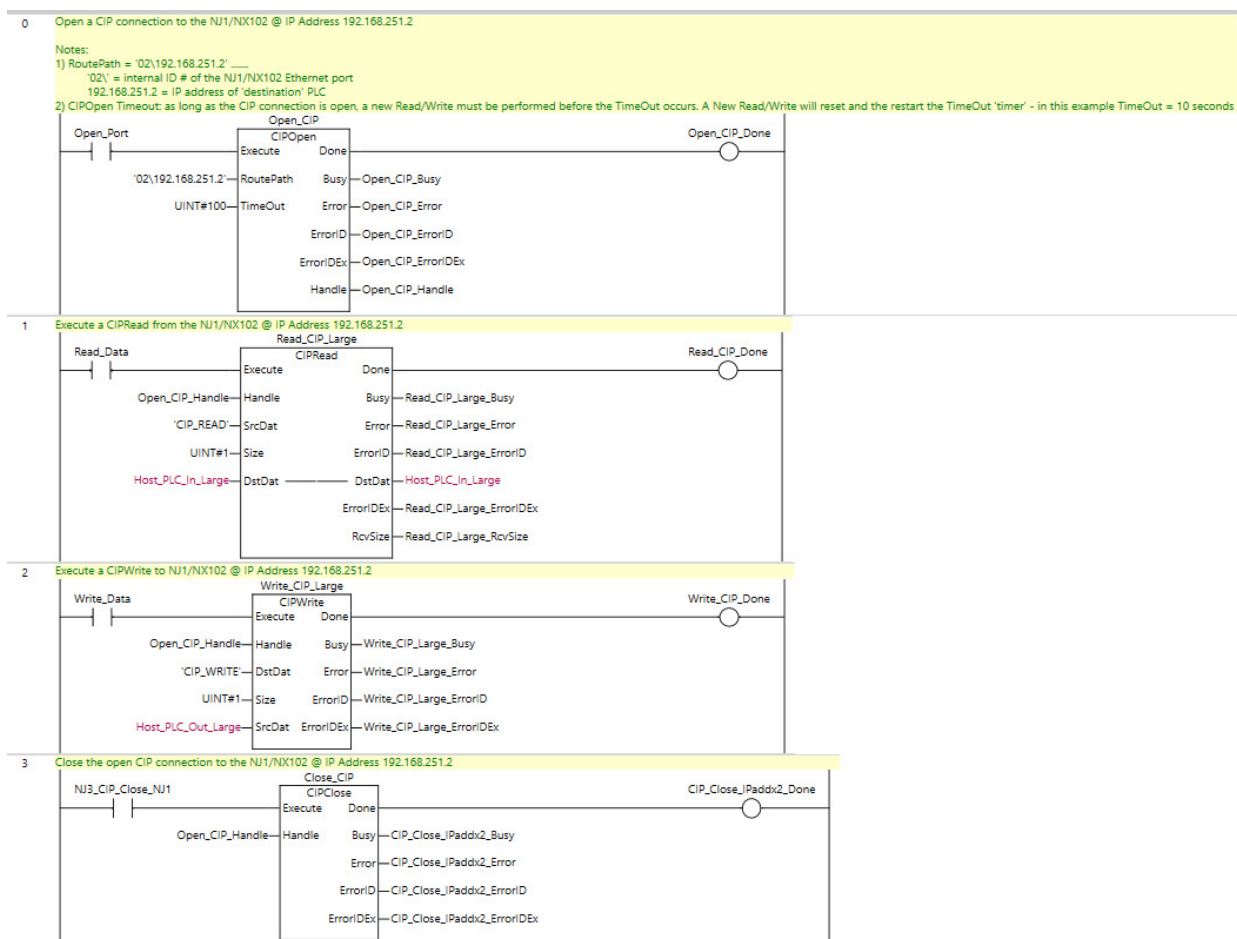 0
Open a CIP connection to the NJ1/NX102 @ IP Address 192.168.251.2
Notes:
1) RoutePath = '02\192.168.251.2' ......
'02\' = internal ID # of the NJ1/NX102 Ethernet port
192.168.251.2 = IP address of 'destination' PLC
2) CIPOpen Timeout: as long as the CIP connection is open, a new Read/Write must be performed before the TimeOut occurs. A New Read/Write will reset and the restart the TimeOut 'timer' - in this example TimeOut = 10 seconds
Open_CIP
Open_Port CIPOpen Open_CIP_Done
Execute Done
'02\192.168.251.2' RoutePath Busy Open_CIP_Busy
UINT#100 TimeOut Error Open_CIP_Error
ErrorID Open_CIP_ErrorID
ErrorIDEx Open_CIP_ErrorIDEx
Handle Open_CIP_Handle
1
Execute a CIPRead from the NJ1/NX102 @ IP Address 192.168.251.2
Read_CIP_Large
Read_Data CIPRead Read_CIP_Done
Execute Done
Open_CIP_Handle Handle Busy Read_CIP_Large_Busy
'CIP_READ' SrcDat Error Read_CIP_Large_Error
UINT#1 Size ErrorID Read_CIP_Large_ErrorID
Host_PLC_In_Large DstDat DstDat Host_PLC_In_Large
ErrorIDEx Read_CIP_Large_ErrorIDEx
RcvSize Read_CIP_Large_RcvSize
2
Execute a CIPWrite to NJ1/NX102 @ IP Address 192.168.251.2
Write_CIP_Large
Write_Data CIPWrite Write_CIP_Done
Execute Done
Open_CIP_Handle Handle Busy Write_CIP_Large_Busy
'CIP_WRITE' DstDat Error Write_CIP_Large_Error
UINT#1 Size ErrorID Write_CIP_Large_ErrorID
Host_PLC_Out_Large SrcDat ErrorIDEx Write_CIP_Large_ErrorIDEx
3
Close the open CIP connection to the NJ1/NX102 @ IP Address 192.168.251.2
Close_CIP
NJ3_CIP_Close_NJ1 CIPClose CIP_Close_IPaddx2_Done
Execute Done
Open_CIP_Handle Handle Busy CIP_Close_IPaddx2_Busy
Error CIP_Close_IPaddx2_Error
ErrorID CIP_Close_IPaddx2_ErrorID
ErrorIDEx CIP_Close_IPaddx2_ErrorIDEx